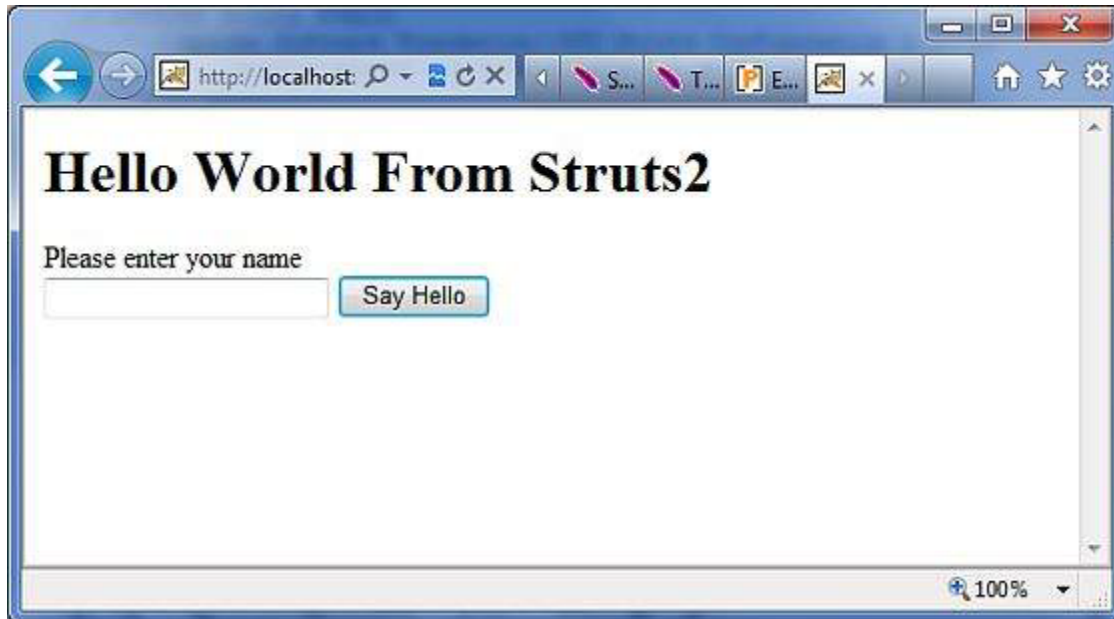 http://localhost: S... T... [P] E...
Hello World From Struts2
Please enter your name
Say Hello
100%